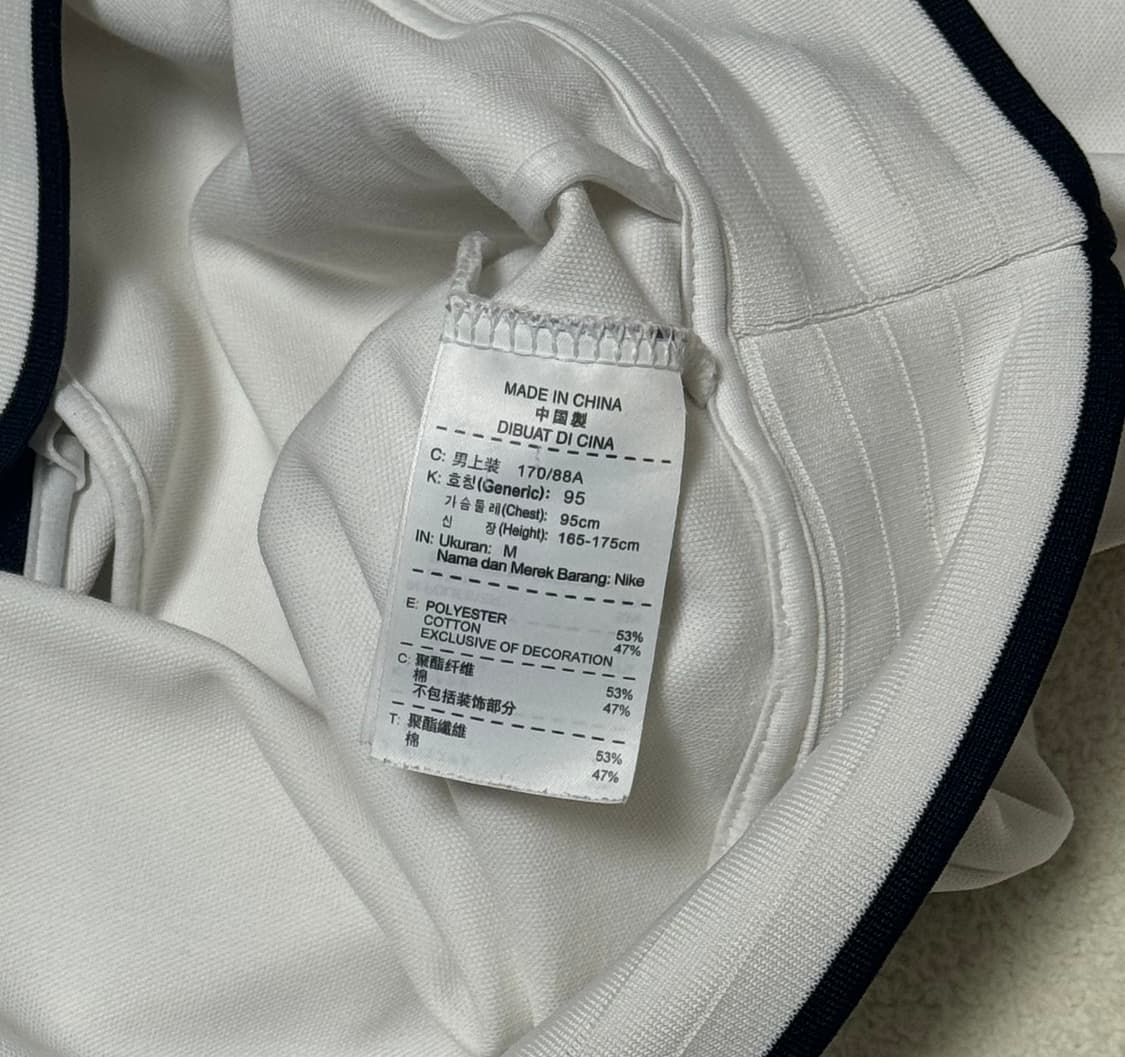 MADE IN CHINA
中国製
DIBUAT DI CINA
C: 男上装 170/88A
K: 호칭(Generic): 95
가슴둘레(Chest): 95cm
신 장(Height): 165-175cm
IN: Ukuran: M
Nama dan Merek Barang: Nike
E: POLYESTER 53%
COTTON 47%
EXCLUSIVE OF DECORATION
C: 聚酯纤维 53%
棉 47%
不包括装饰部分
T: 聚酯纖維 53%
棉 47%